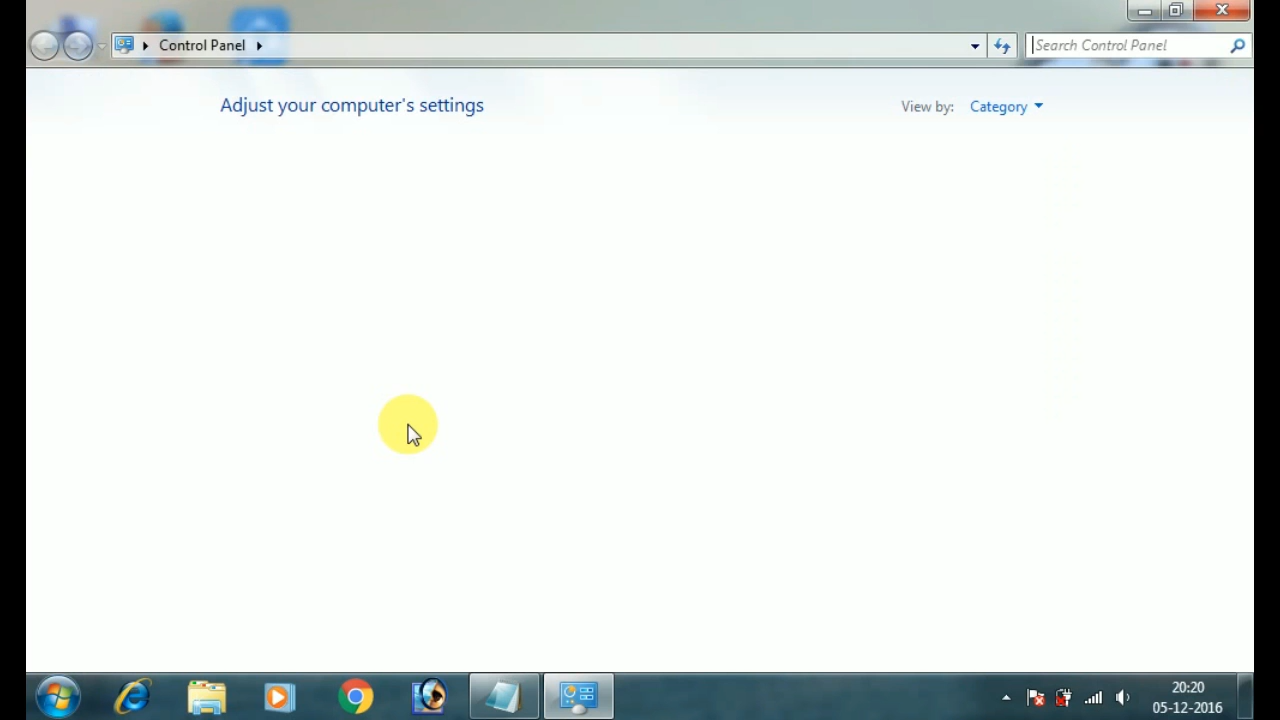 Control Panel
Search Control Panel
Adjust your computer's settings
View by: Category
20:20
05-12-2016